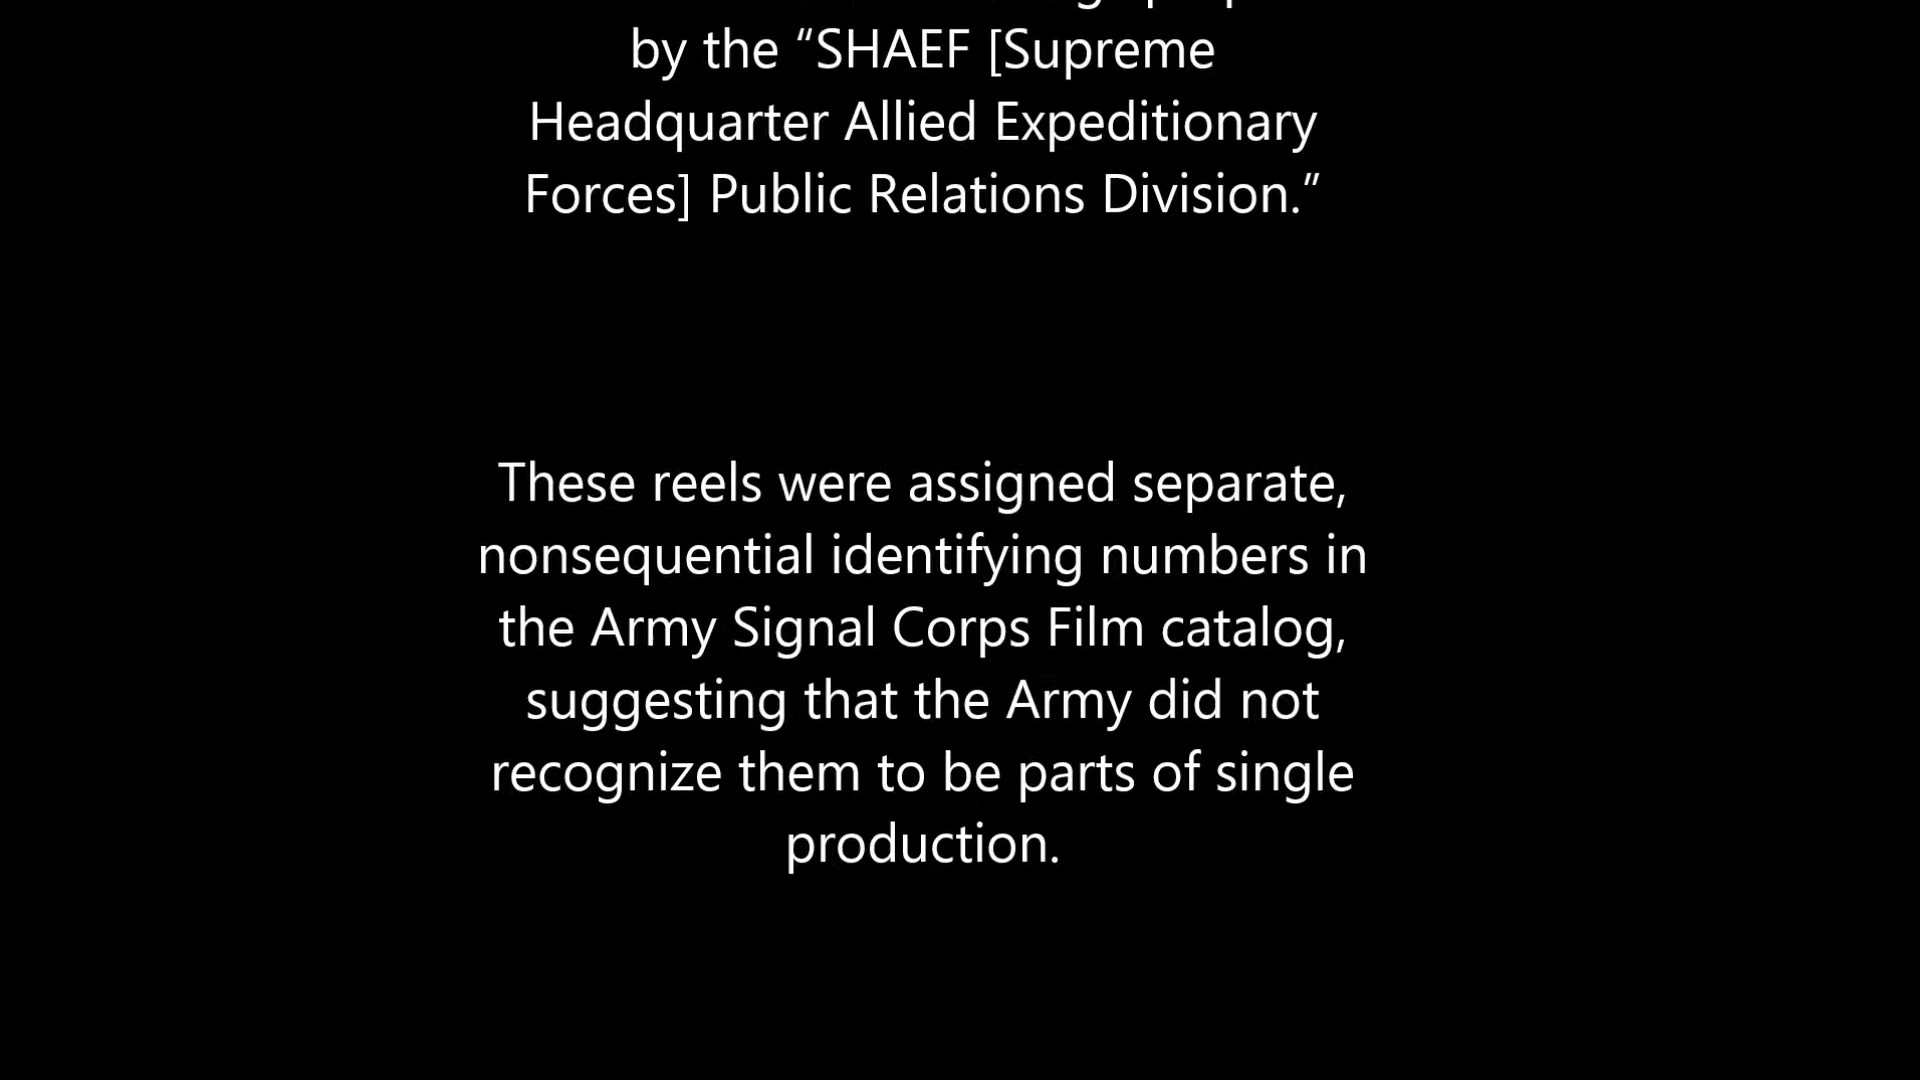 by the “SHAEF [Supreme
Headquarter Allied Expeditionary
Forces] Public Relations Division.”
These reels were assigned separate,
nonsequential identifying numbers in
the Army Signal Corps Film catalog,
suggesting that the Army did not
recognize them to be parts of single
production.